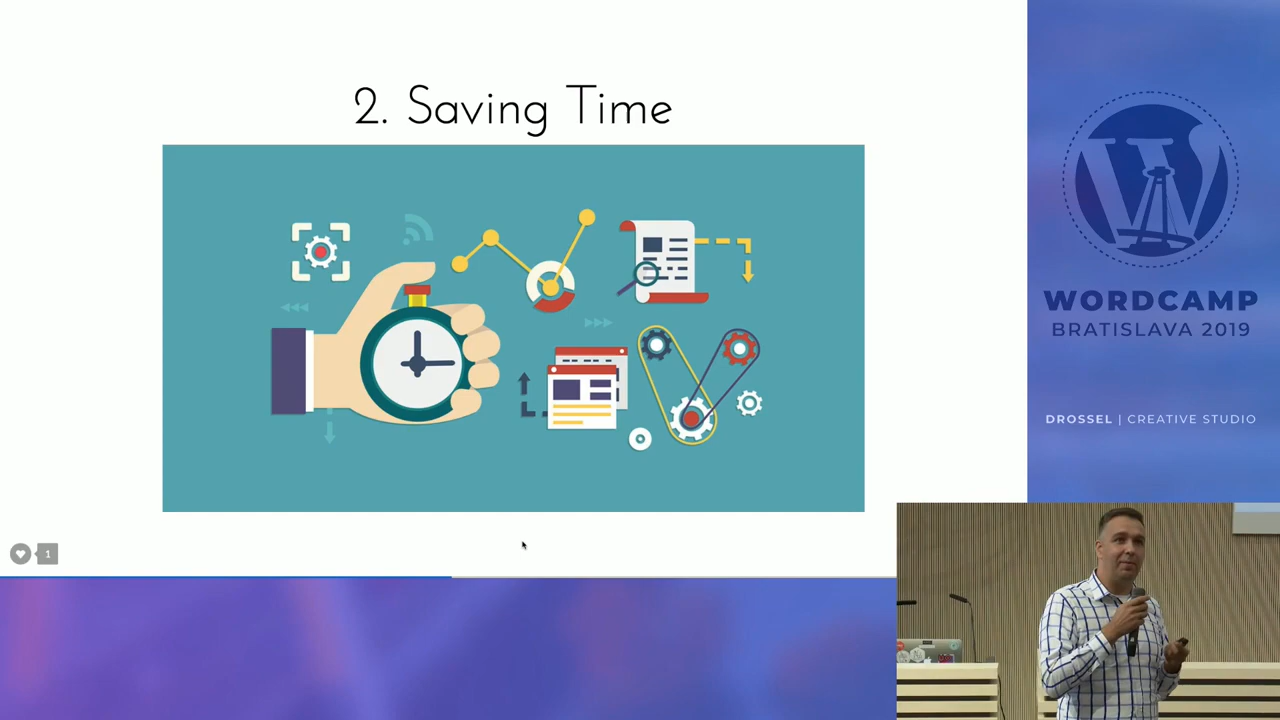 2. Saving Time
1
WORDCAMP
BRATISLAVA 2019
DROSSEL | CREATIVE STUDIO